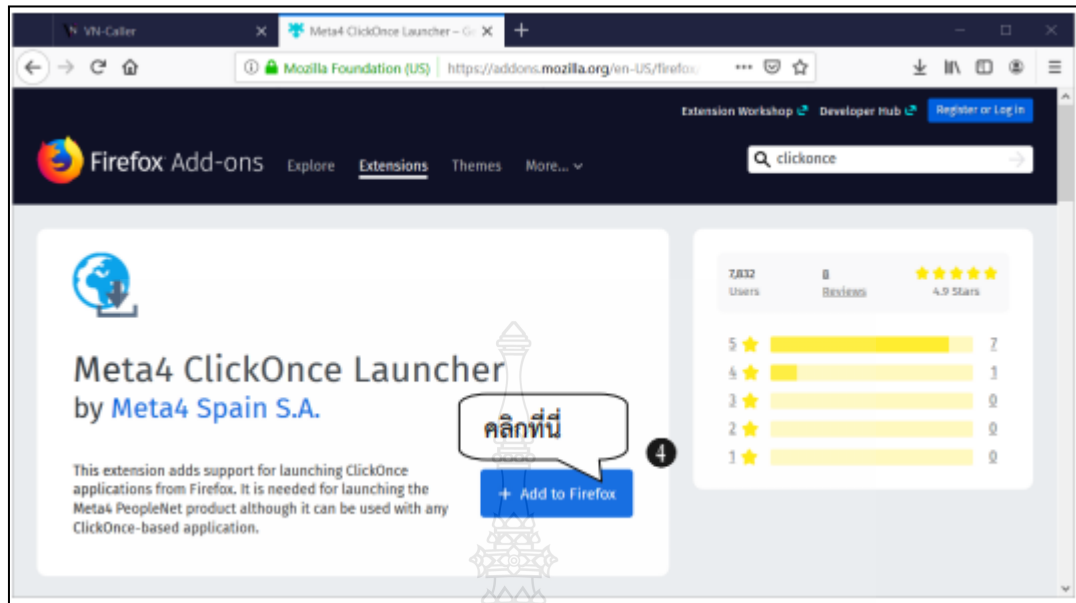 VN-Caller
Meta4 ClickOnce Launcher – Ge
Mozilla Foundation (US) https://addons.mozilla.org/en-US/firefox/
Extension Workshop Developer Hub Register or Log in
Firefox Add-ons Explore Extensions Themes More... clickonce
7,832 8
Users Reviews 4.9 Stars
Meta4 ClickOnce Launcher
by Meta4 Spain S.A.
5 7
4 1
3 0
2 0
1 0
คลิกที่นี่
4
This extension adds support for launching ClickOnce
applications from Firefox. It is needed for launching the
Meta4 PeopleNet product although it can be used with any
ClickOnce-based application.
+ Add to Firefox